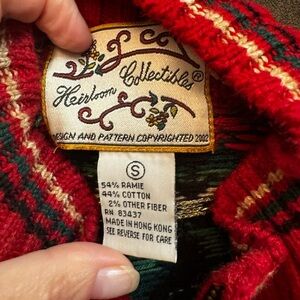 Heirloom Collectibles®
DESIGN AND PATTERN COPYRIGHTED 2002
S
54% RAMIE
44% COTTON
2% OTHER FIBER
RN 83437
MADE IN HONG KONG
SEE REVERSE FOR CARE